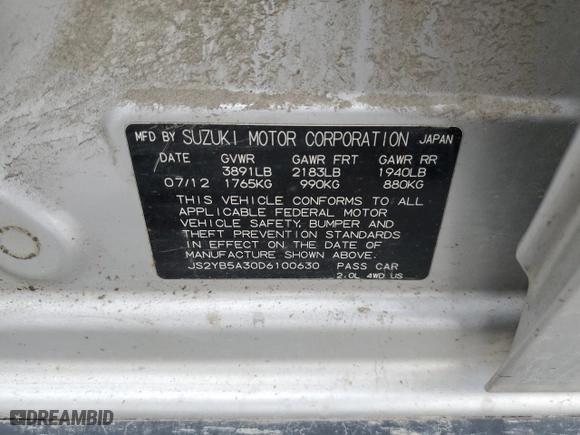 MFD BY SUZUKI MOTOR CORPORATION JAPAN
DATE GVWR GAWR FRT GAWR RR
3891LB 2183LB 1940LB
07/12 1765KG 990KG 880KG
THIS VEHICLE CONFORMS TO ALL
APPLICABLE FEDERAL MOTOR
VEHICLE SAFETY, BUMPER AND
THEFT PREVENTION STANDARDS
IN EFFECT ON THE DATE OF
MANUFACTURE SHOWN ABOVE.
JS2YB5A30D6100630 PASS CAR
2.0L 4WD US
DREAMBID